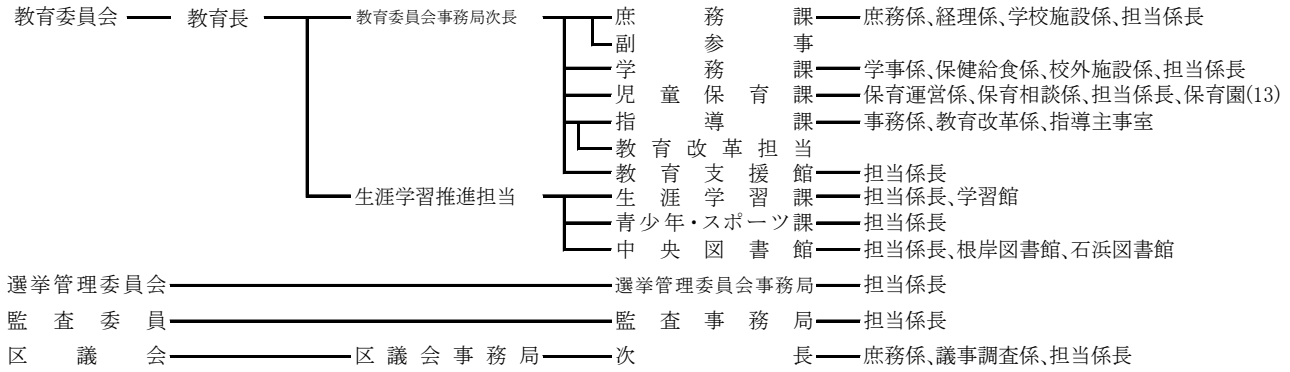 教育委員会 教育長 教育委員会事務局次長 庶務課 庶務係、経理係、学校施設係、担当係長
副参事
学務課 学事係、保健給食係、校外施設係、担当係長
児童保育課 保育運営係、保育相談係、担当係長、保育園(13)
指導課 事務係、教育改革係、指導主事室
教育改革担当
教育支援館 担当係長
生涯学習推進担当 生涯学習課 担当係長、学習館
青少年・スポーツ課 担当係長
中央図書館 担当係長、根岸図書館、石浜図書館
選挙管理委員会 選挙管理委員会事務局 担当係長
監査委員 監査事務局 担当係長
区議会 区議会事務局 次長 庶務係、議事調査係、担当係長